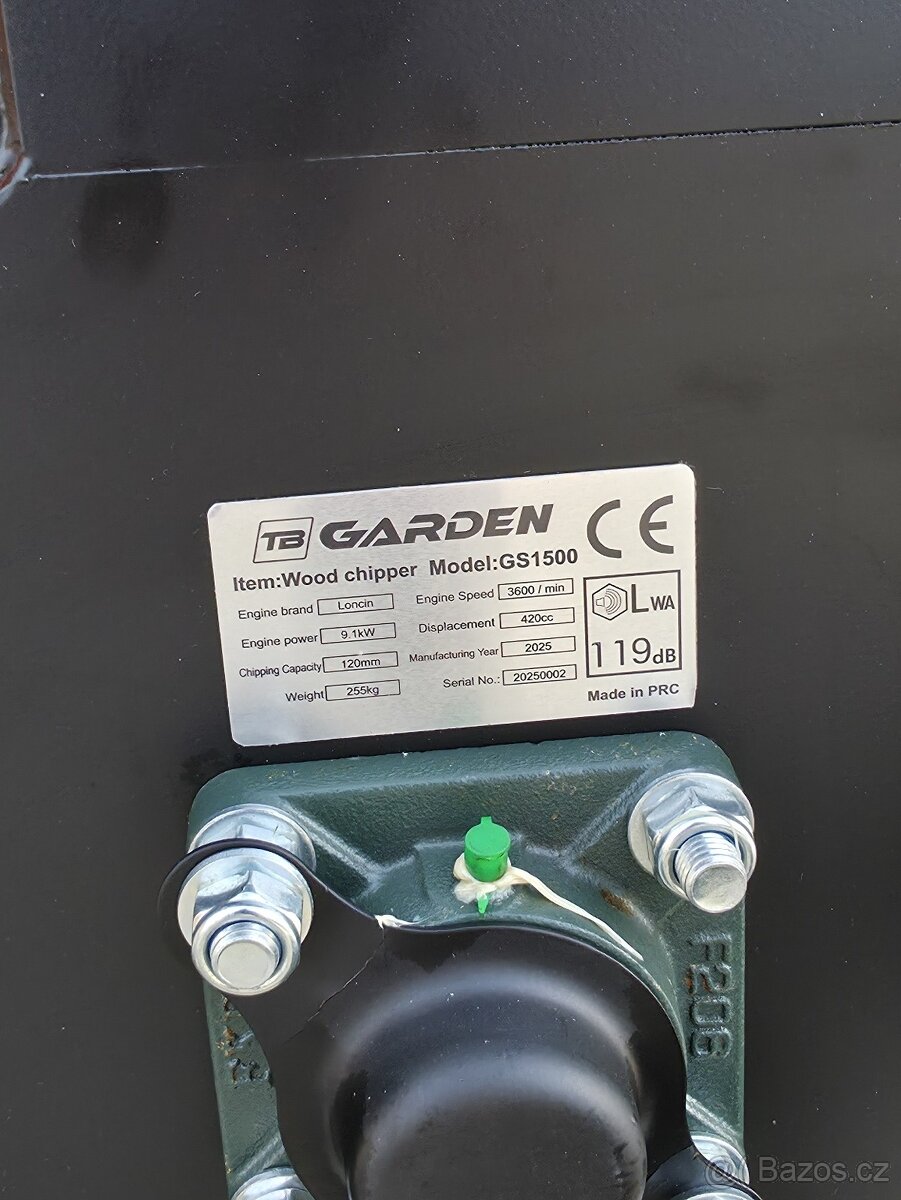 TB GARDEN CE
Item:Wood chipper Model:GS1500
Engine brand Loncin Engine Speed 3600 / min
Engine power 9.1kW Displacement 420cc
Chipping Capacity 120mm Manufacturing Year 2025
Weight 255kg Serial No.: 20250002
LWA
119dB
Made in PRC
F206
Bazos.cz